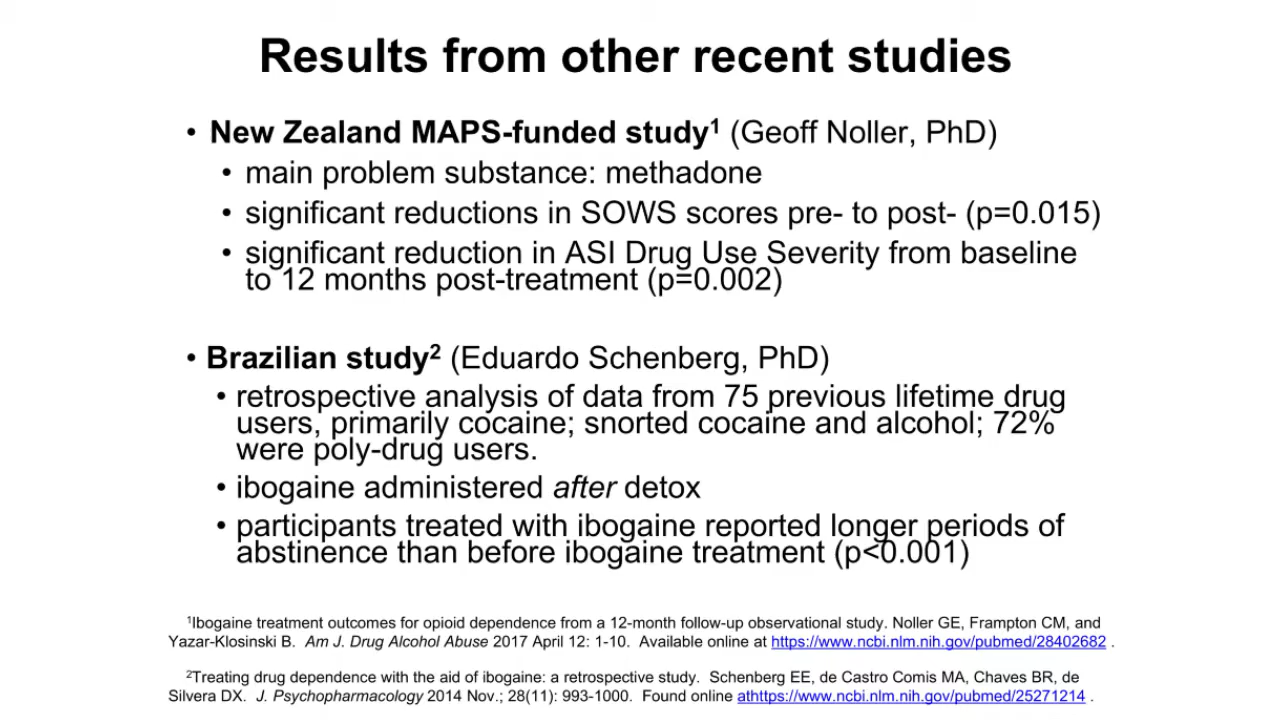 Results from other recent studies
• New Zealand MAPS-funded study1 (Geoff Noller, PhD)
• main problem substance: methadone
• significant reductions in SOWS scores pre- to post- (p=0.015)
• significant reduction in ASI Drug Use Severity from baseline
to 12 months post-treatment (p=0.002)
• Brazilian study2 (Eduardo Schenberg, PhD)
• retrospective analysis of data from 75 previous lifetime drug
users, primarily cocaine; snorted cocaine and alcohol; 72%
were poly-drug users.
• ibogaine administered after detox
• participants treated with ibogaine reported longer periods of
abstinence than before ibogaine treatment (p<0.001)
1Ibogaine treatment outcomes for opioid dependence from a 12-month follow-up observational study. Noller GE, Frampton CM, and
Yazar-Klosinski B. Am J. Drug Alcohol Abuse 2017 April 12: 1-10. Available online at https://www.ncbi.nlm.nih.gov/pubmed/28402682 .
2Treating drug dependence with the aid of ibogaine: a retrospective study. Schenberg EE, de Castro Comis MA, Chaves BR, de
Silvera DX. J. Psychopharmacology 2014 Nov.; 28(11): 993-1000. Found online athttps://www.ncbi.nlm.nih.gov/pubmed/25271214 .